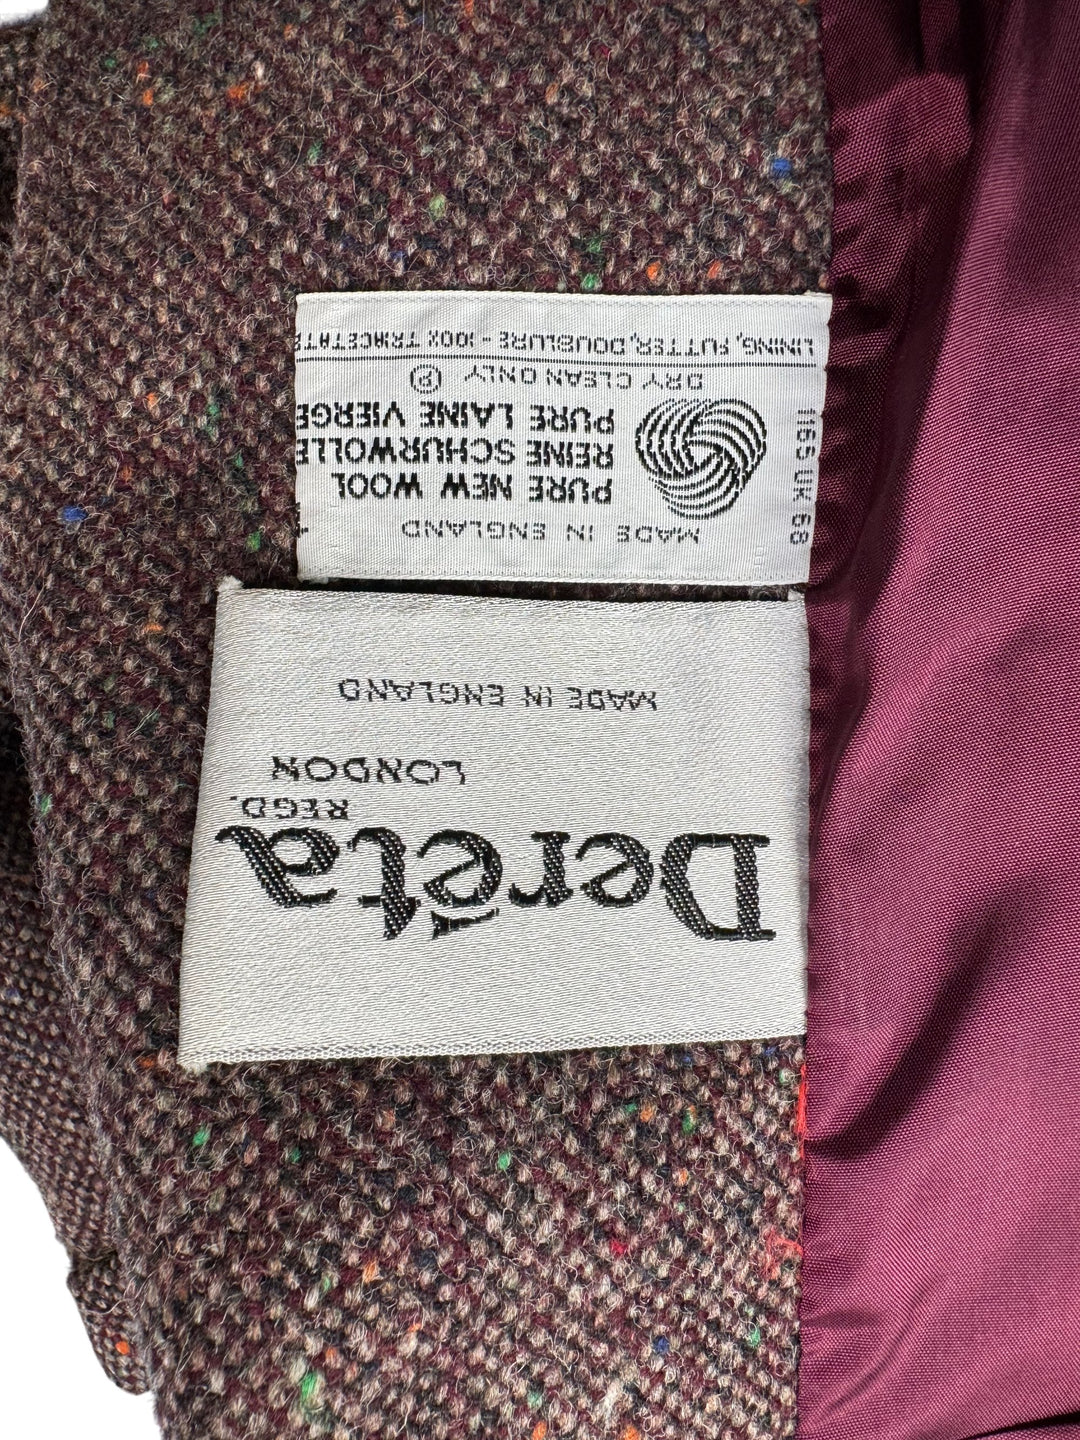 Derēta
REGD.
LONDON
MADE IN ENGLAND
MADE IN ENGLAND
PURE NEW WOOL
REINE SCHURWOLLE
PURE LAINE VIERGE
DRY CLEAN ONLY Ⓟ
LINING, FUTTER, DOUBLURE - 100% TRIACETATE
1166 UK 68